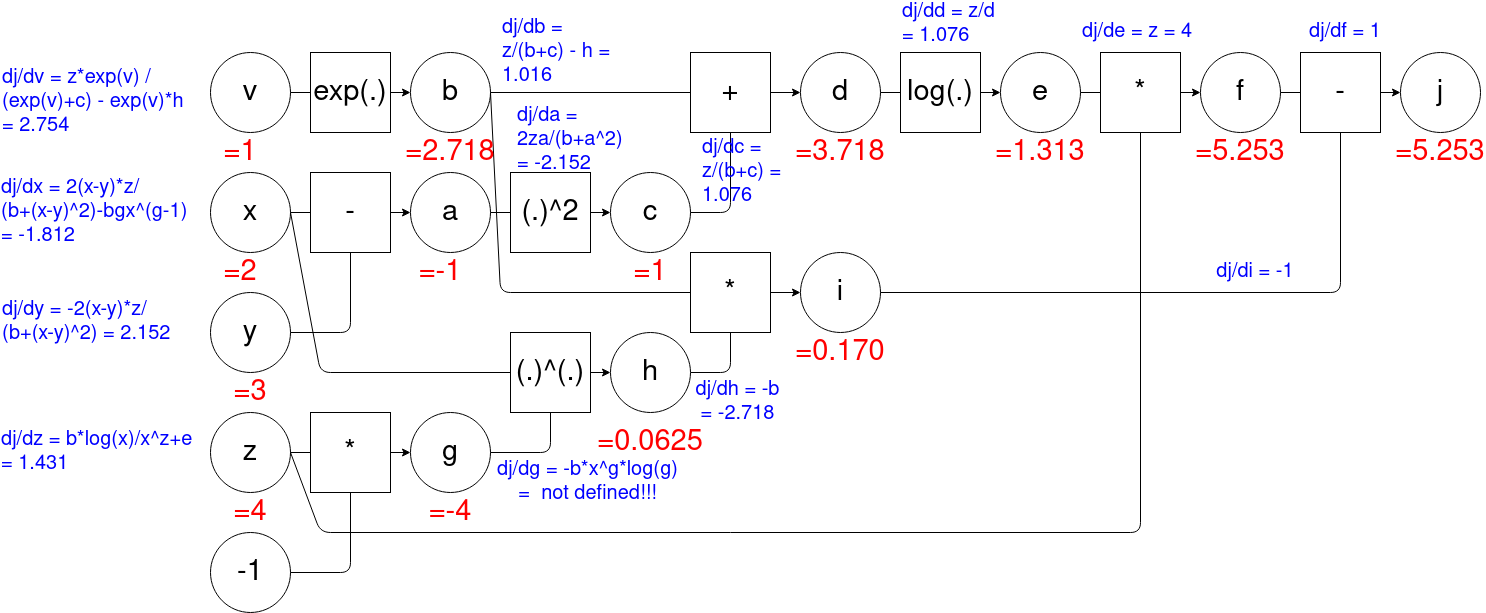 dj/dv = z*exp(v) /
(exp(v)+c) - exp(v)*h
= 2.754
v
=1
exp(.)
b
=2.718
dj/db =
z/(b+c) - h =
1.016
+
d
=3.718
dj/dd = z/d
= 1.076
log(.)
e
=1.313
dj/de = z = 4
*
f
=5.253
dj/df = 1
-
j
=5.253
dj/dx = 2(x-y)*z/
(b+(x-y)^2)-bgx^(g-1)
= -1.812
x
=2
-
a
=-1
dj/da =
2za/(b+a^2)
= -2.152
(.)^2
c
=1
dj/dc =
z/(b+c) =
1.076
*
i
=0.170
dj/di = -1
dj/dy = -2(x-y)*z/
(b+(x-y)^2) = 2.152
y
=3
(.)^(.)
h
=0.0625
dj/dh = -b
= -2.718
dj/dz = b*log(x)/x^z+e
= 1.431
z
=4
*
g
=-4
dj/dg = -b*x^g*log(g)
= not defined!!!
-1